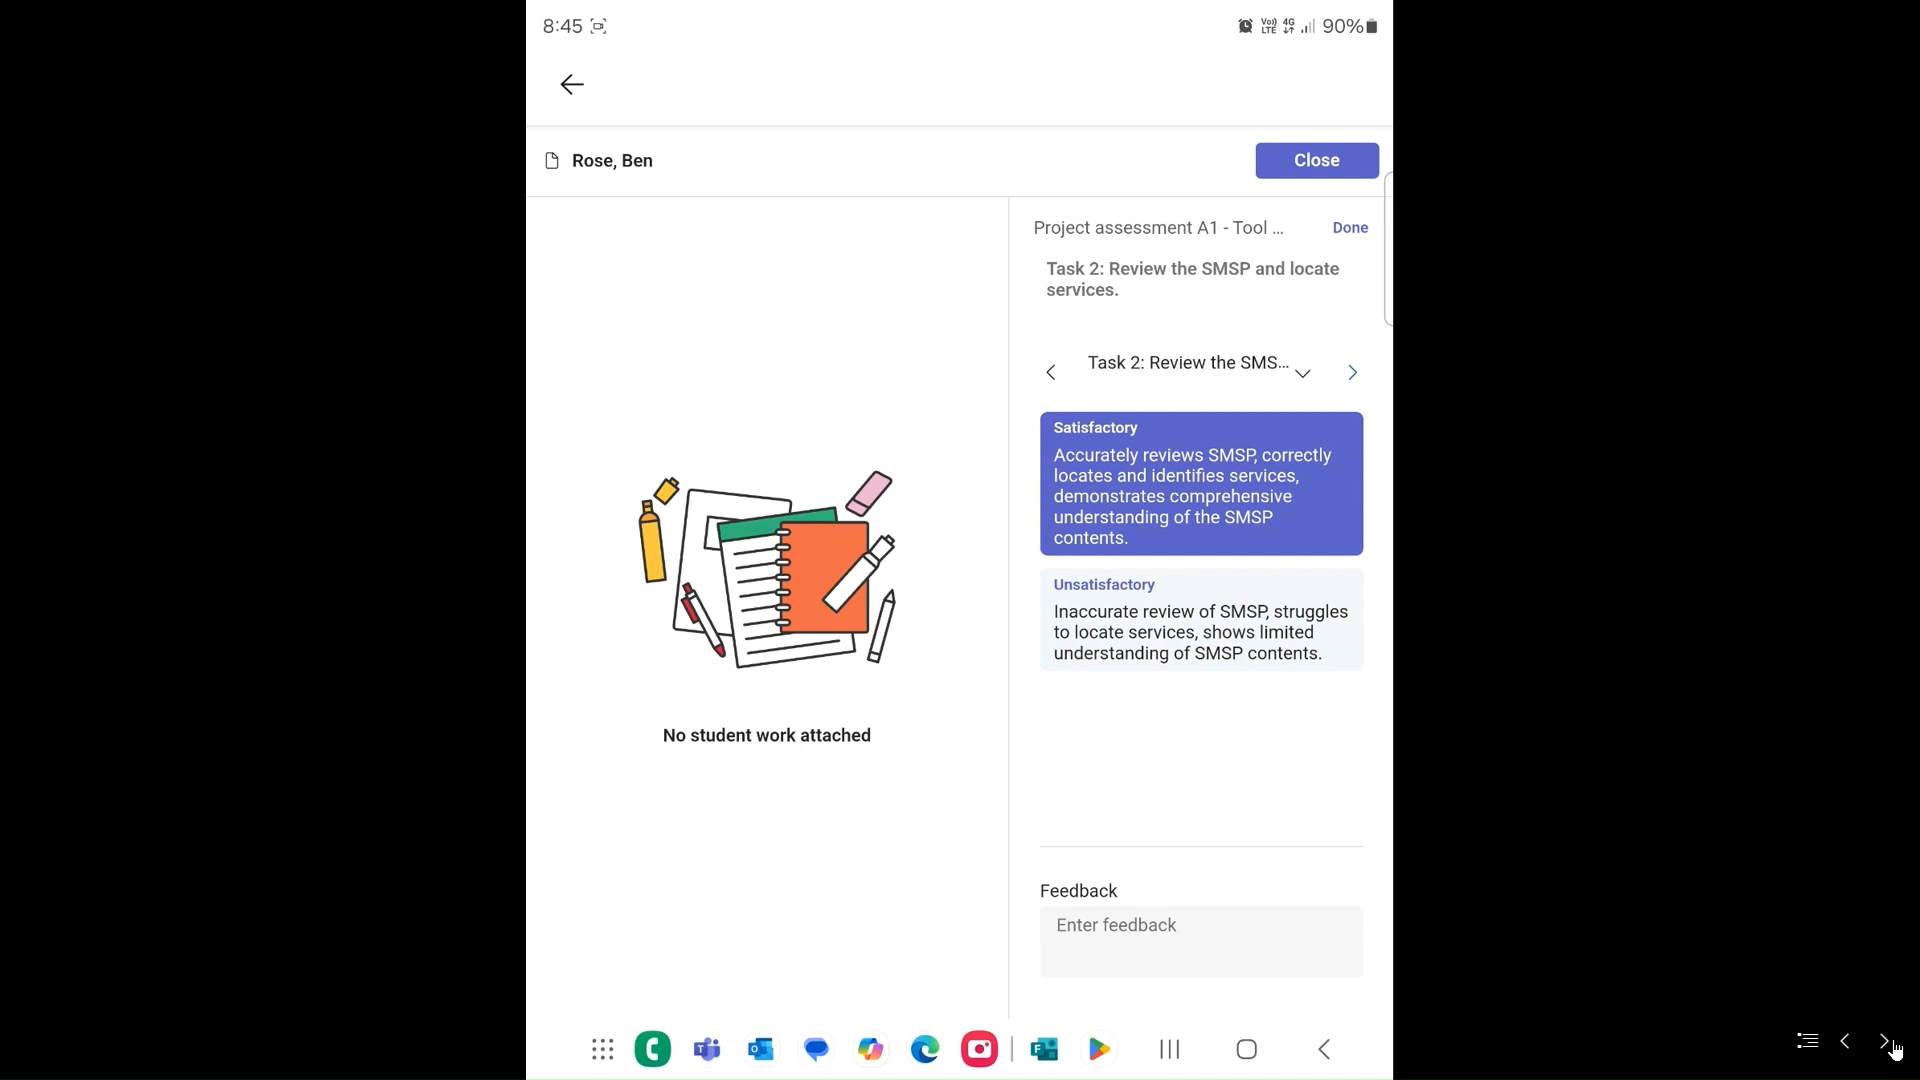 8:45
Vo)) LTE 4G 90%
Rose, Ben
Close
Project assessment A1 - Tool ...
Done
Task 2: Review the SMSP and locate
services.
Task 2: Review the SMS...
Satisfactory
Accurately reviews SMSP, correctly
locates and identifies services,
demonstrates comprehensive
understanding of the SMSP
contents.
Unsatisfactory
Inaccurate review of SMSP, struggles
to locate services, shows limited
understanding of SMSP contents.
No student work attached
Feedback
Enter feedback